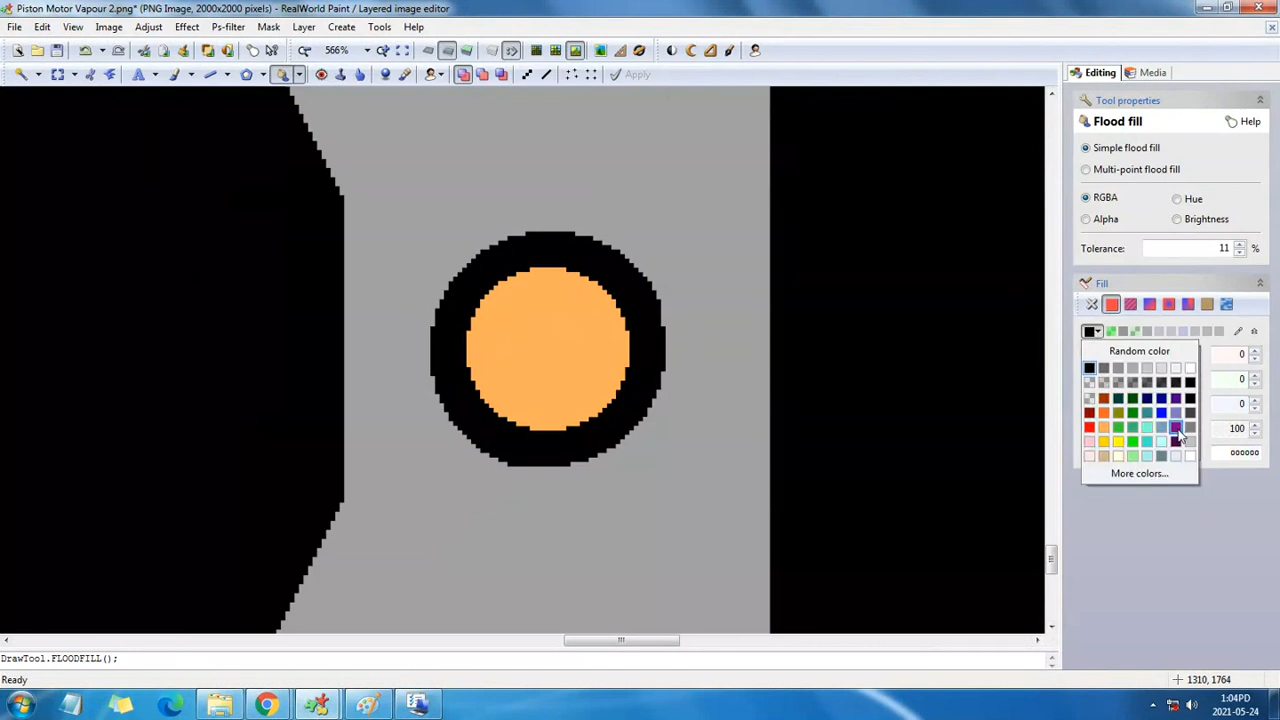 Piston Motor Vapour 2.png* (PNG Image, 2000x2000 pixels) - RealWorld Paint / Layered image editor
File Edit View Image Adjust Effect Ps-filter Mask Layer Create Tools Help
566%
Apply
Editing Media
Tool properties
Flood fill Help
Simple flood fill
Multi-point flood fill
RGBA Hue
Alpha Brightness
Tolerance: 11 %
Fill
Random color
0
0
0
100
000000
More colors...
DrawTool.FLOODFILL();
Ready 1310, 1764
1:04PD
2021-05-24